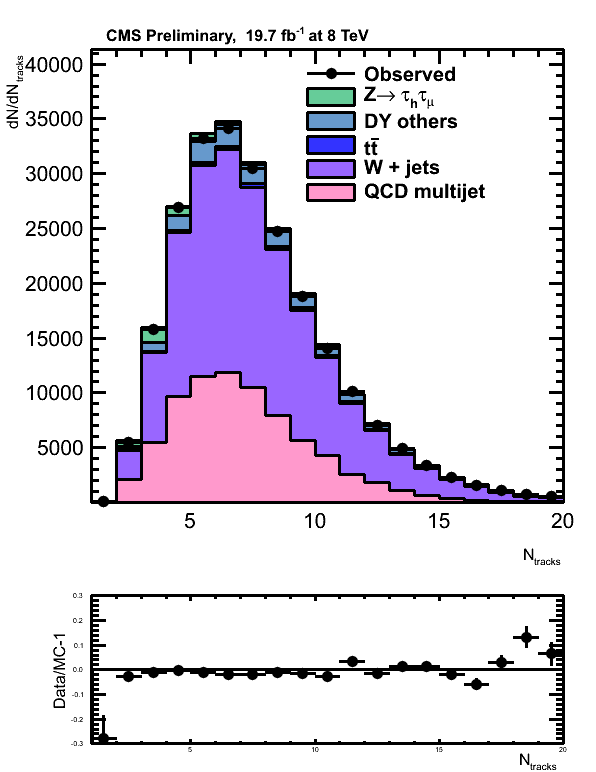 CMS Preliminary, 19.7 fb⁻¹ at 8 TeV
dN/dN_tracks
40000
35000
30000
25000
20000
15000
10000
5000
Observed
Z→ τ_hτ_μ
DY others
tt̄
W + jets
QCD multijet
5 10 15 20
N_tracks
Data/MC-1
0.3
0.2
0.1
0.0
-0.1
-0.2
-0.3
5 10 15 20
N_tracks